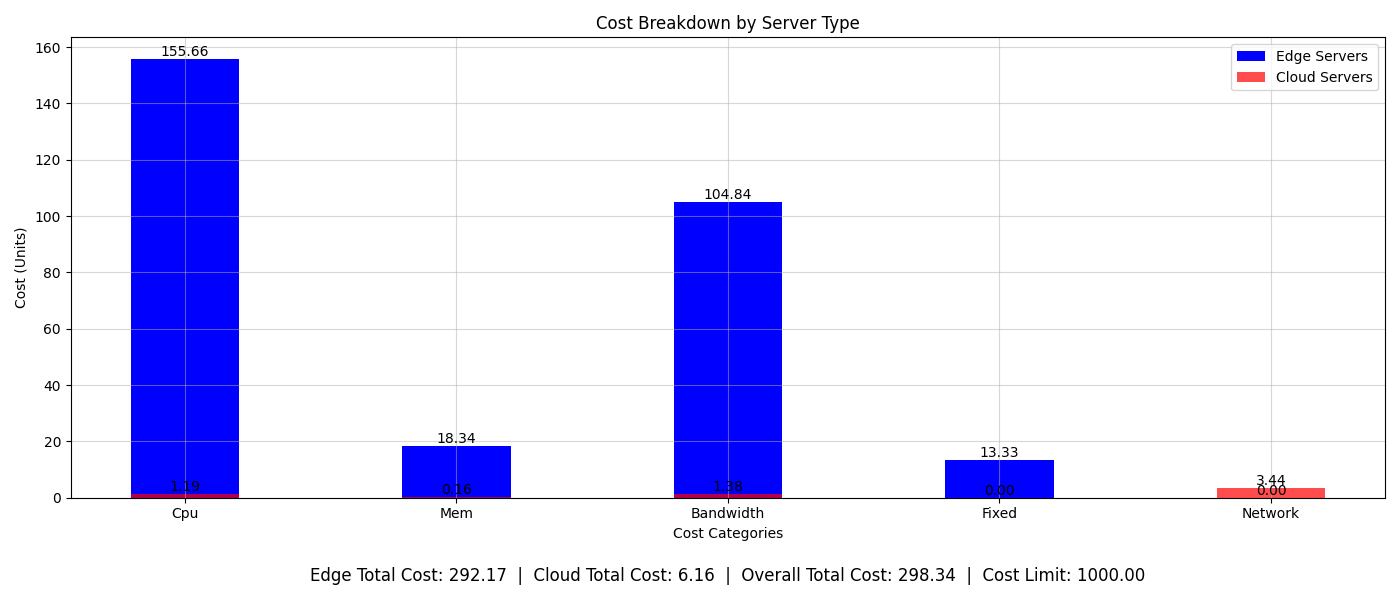 Cost Breakdown by Server Type
Edge Servers
Cloud Servers
Cost (Units)
160
140
120
100
80
60
40
20
0
155.66
1.19
18.34
0.16
104.84
1.38
13.33
0.00
3.44
0.00
Cpu
Mem
Bandwidth
Fixed
Network
Cost Categories
Edge Total Cost: 292.17 | Cloud Total Cost: 6.16 | Overall Total Cost: 298.34 | Cost Limit: 1000.00